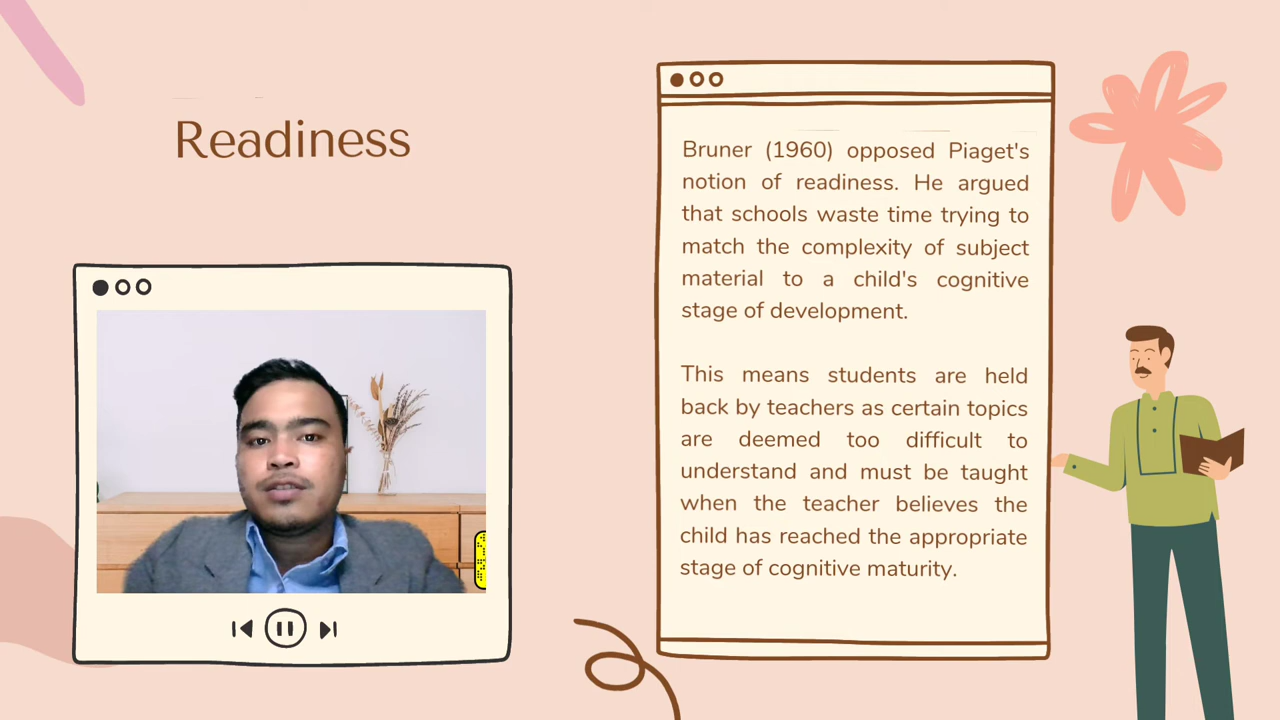 Readiness
Bruner (1960) opposed Piaget's
notion of readiness. He argued
that schools waste time trying to
match the complexity of subject
material to a child's cognitive
stage of development.
This means students are held
back by teachers as certain topics
are deemed too difficult to
understand and must be taught
when the teacher believes the
child has reached the appropriate
stage of cognitive maturity.